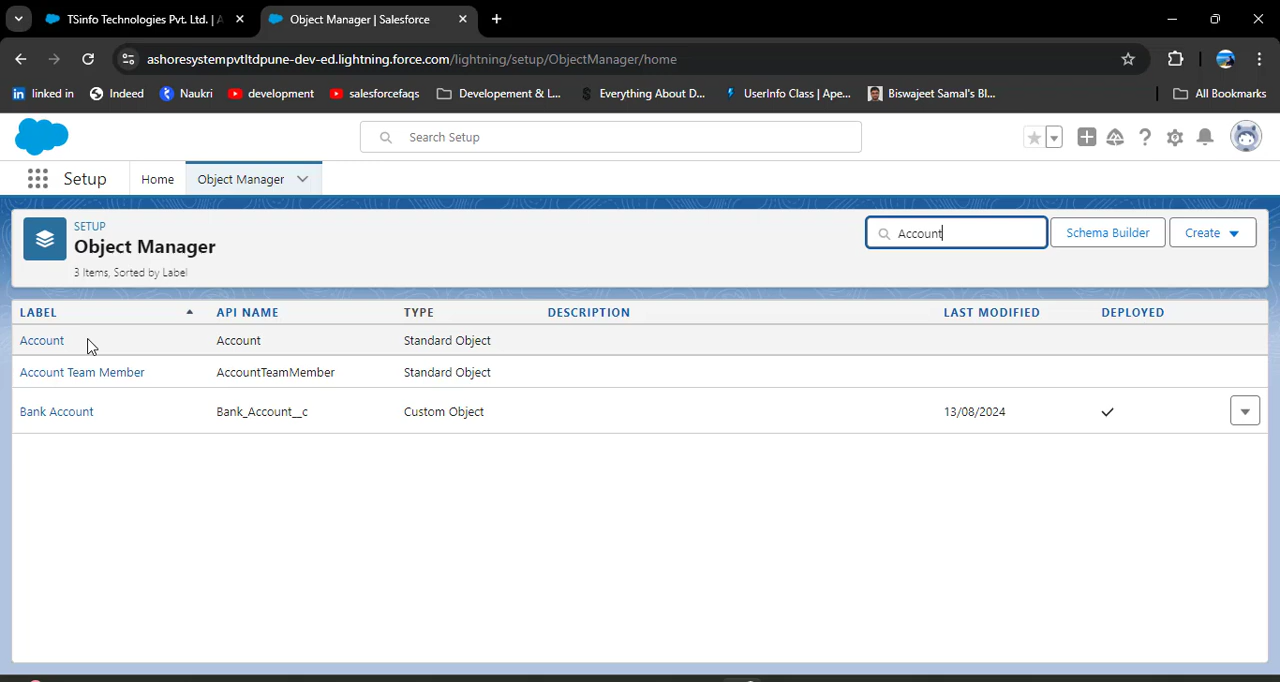 TSinfo Technologies Pvt. Ltd. | A
Object Manager | Salesforce
ashoresystempvtltdpune-dev-ed.lightning.force.com/lightning/setup/ObjectManager/home
linked in
Indeed
Naukri
development
salesforcefaqs
Developement & L...
Everything About D...
UserInfo Class | Ape...
Biswajeet Samal's Bl...
All Bookmarks
Search Setup
Setup
Home
Object Manager
SETUP
Object Manager
3 Items, Sorted by Label
Account
Schema Builder
Create
LABEL API NAME TYPE DESCRIPTION LAST MODIFIED DEPLOYED
Account Account Standard Object
Account Team Member AccountTeamMember Standard Object
Bank Account Bank_Account__c Custom Object 13/08/2024